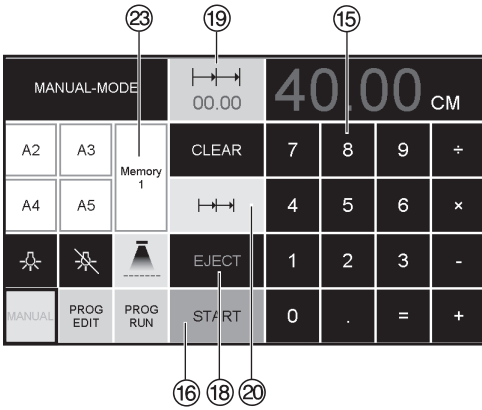 23 19 15
MANUAL-MODE 00.00 40.00 CM
A2 A3 Memory 1 CLEAR 7 8 9 ÷
A4 A5 4 5 6 ×
EJECT 1 2 3 -
MANUAL PROG EDIT PROG RUN START 0 . = +
16 18 20